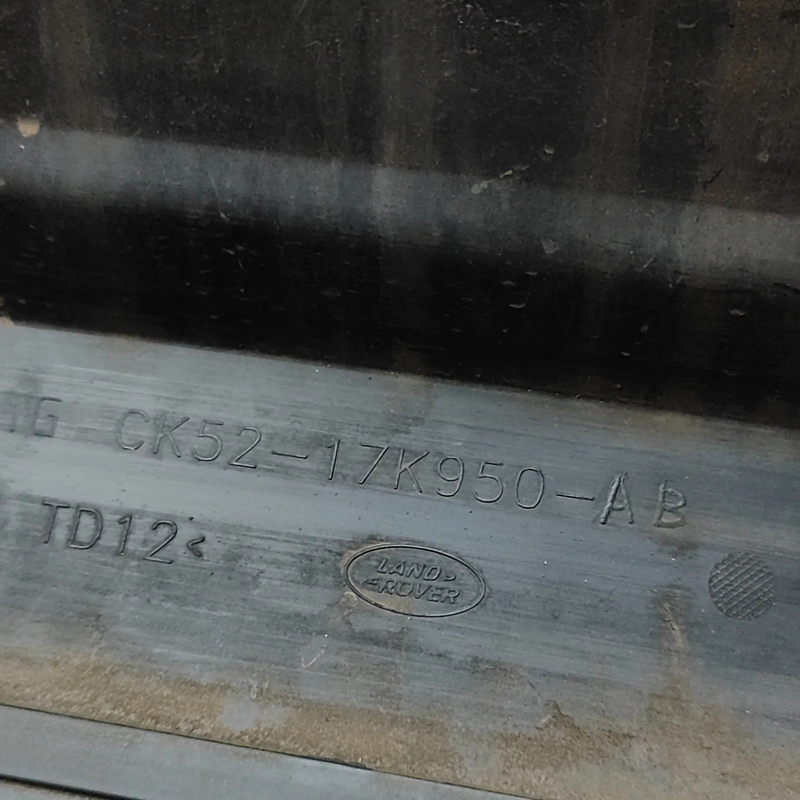 CK52-17K950-AB
TD12<
LAND
ROVER